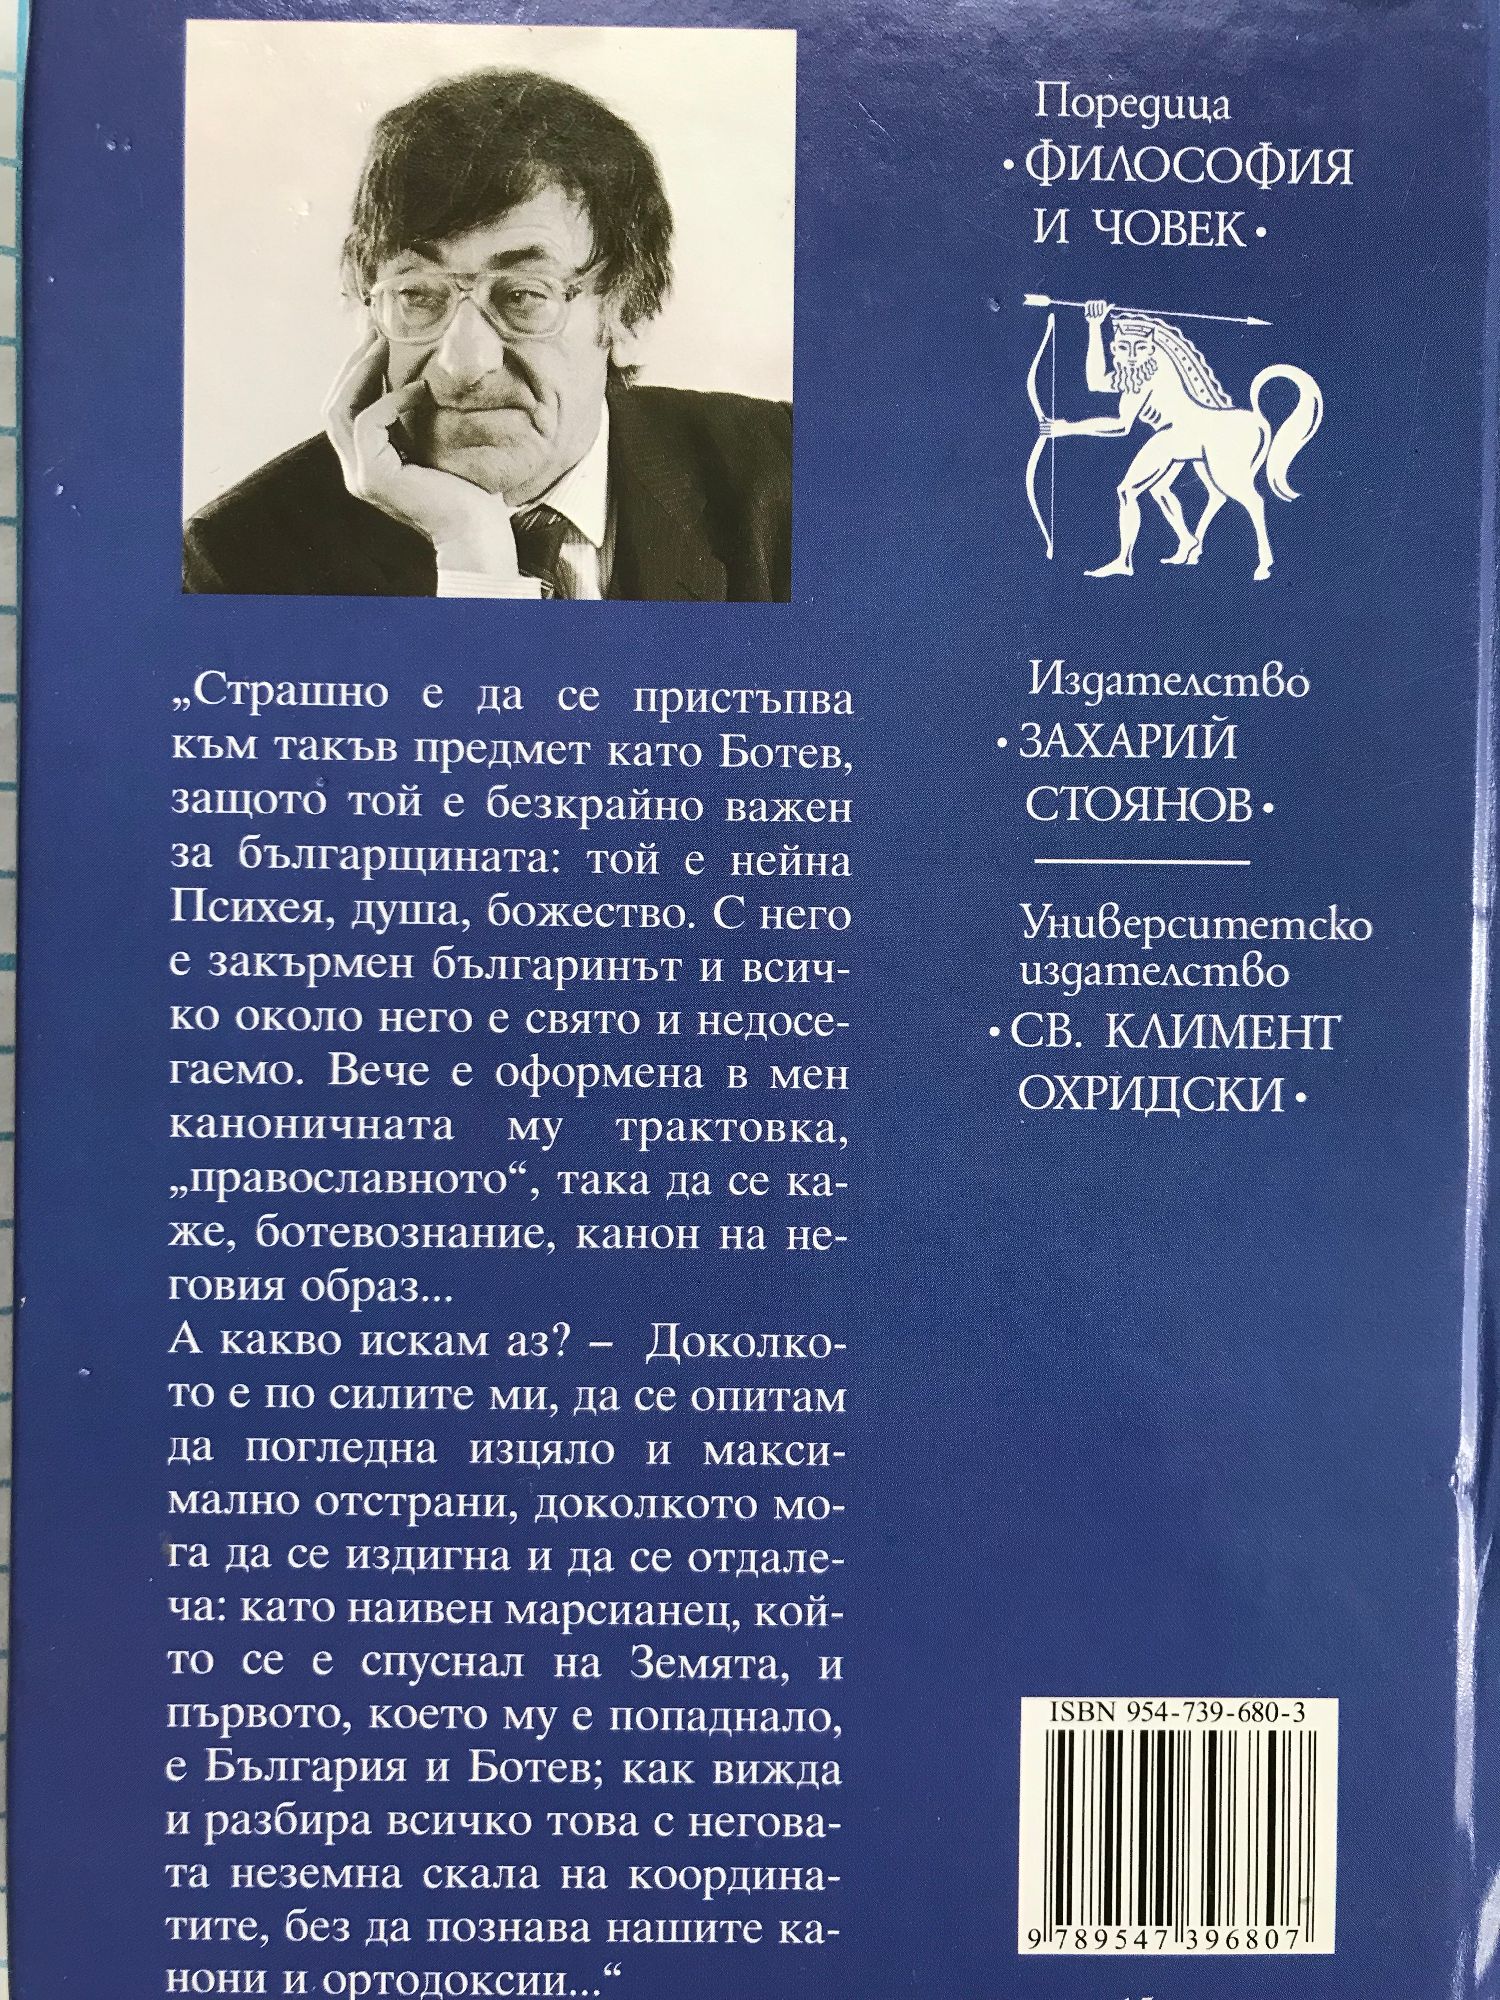 Поредица
• ФИЛОСОФИЯ
И ЧОВЕК •
Издателство
• ЗАХАРИЙ
СТОЯНОВ •
Университетско
издателство
• СВ. КЛИМЕНТ
ОХРИДСКИ •
„Страшно е да се пристъпва
към такъв предмет като Ботев,
защото той е безкрайно важен
за българщината: той е нейна
Психея, душа, божество. С него
е закърмен българинът и всич-
ко около него е свято и недосе-
гаемо. Вече е оформена в мен
каноничната му трактовка,
„православното“, така да се ка-
же, ботевознание, канон на не-
говия образ...
А какво искам аз? – Доколко-
то е по силите ми, да се опитам
да погледна изцяло и макси-
мално отстрани, доколкото мо-
га да се издигна и да се отдале-
ча: като наивен марсианец, кой-
то се е спуснал на Земята, и
първото, което му е попаднало,
е България и Ботев; как вижда
и разбира всичко това с негова-
та неземна скала на координа-
тите, без да познава нашите ка-
нони и ортодоксии...“
ISBN 954-739-680-3
9 789547 396807